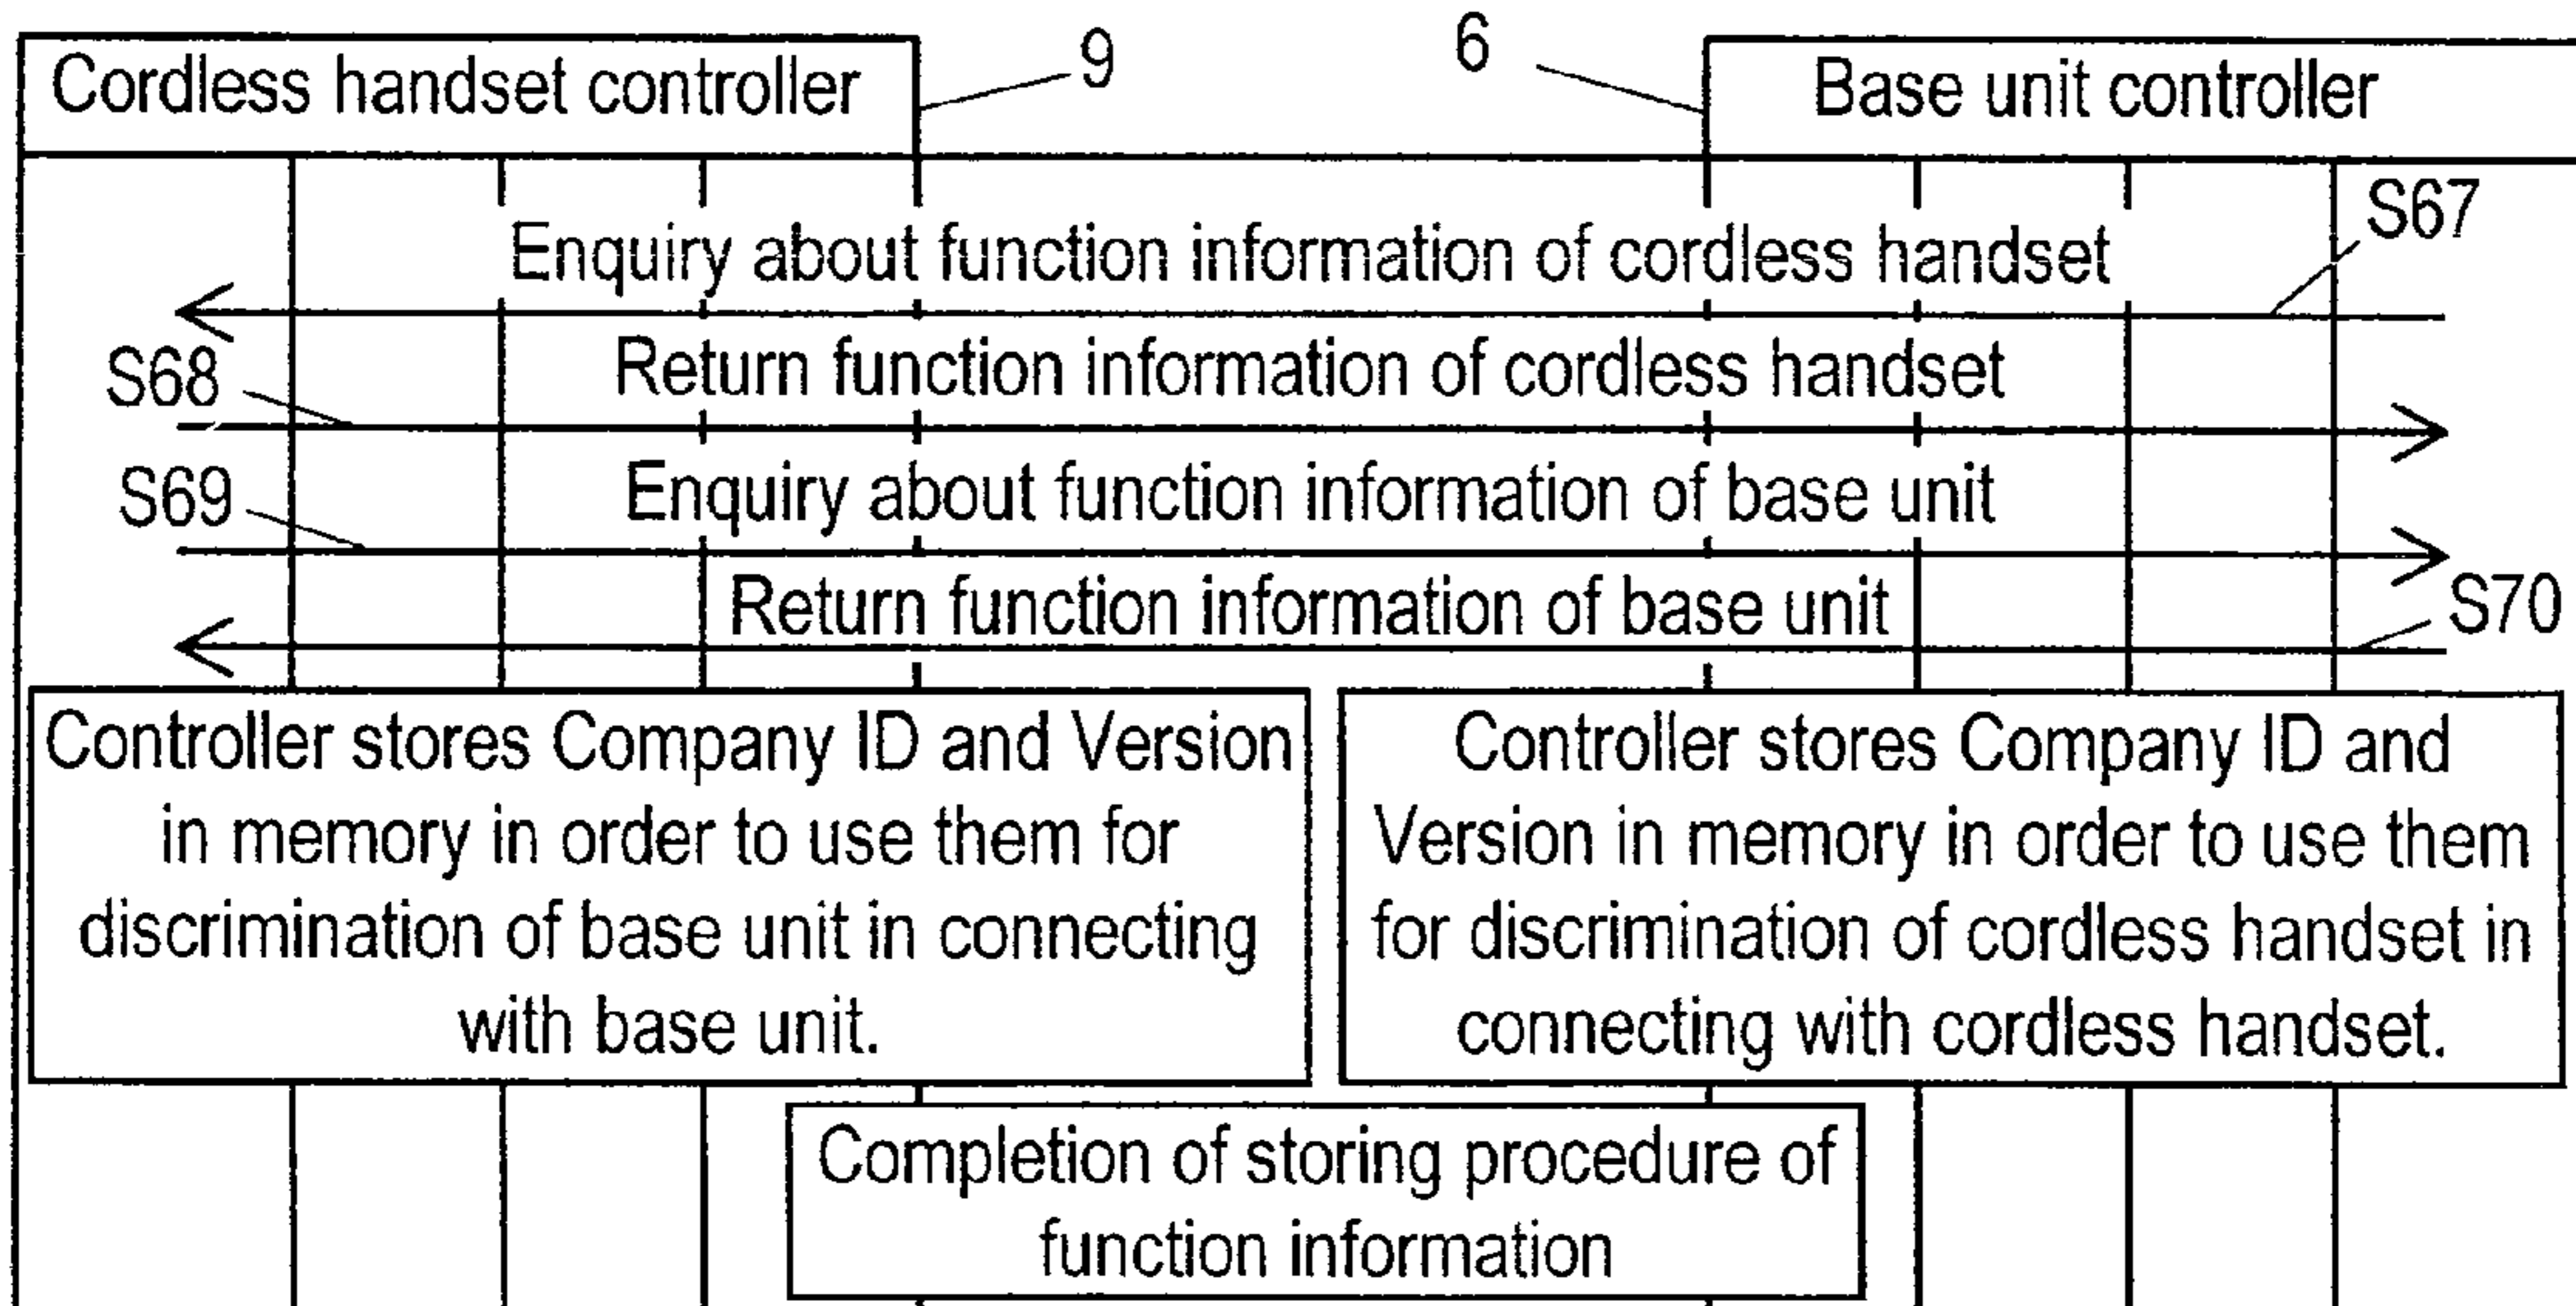 Cordless handset controller
9
6
Base unit controller
S67
Enquiry about function information of cordless handset
Return function information of cordless handset
S68
Enquiry about function information of base unit
S69
Return function information of base unit
S70
Controller stores Company ID and Version
in memory in order to use them for
discrimination of base unit in connecting
with base unit.
Controller stores Company ID and
Version in memory in order to use them
for discrimination of cordless handset in
connecting with cordless handset.
Completion of storing procedure of
function information